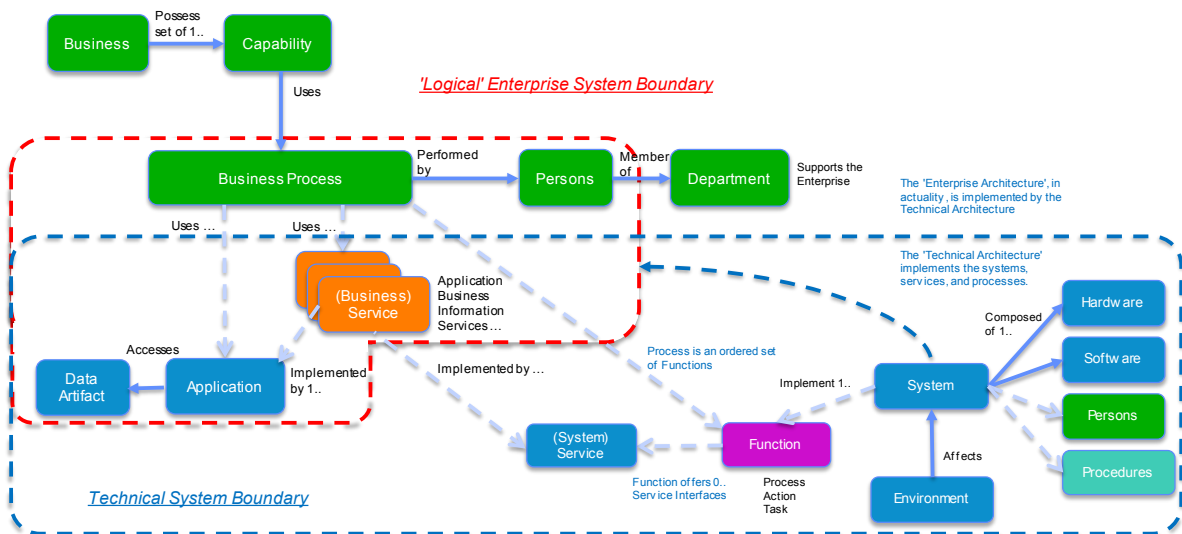 Possess
set of 1..
Business
Capability
Uses
'Logical' Enterprise System Boundary
Business Process
Performed
by
Persons
Member
of
Department
Supports the
Enterprise
The 'Enterprise Architecture', in
actuality, is implemented by the
Technical Architecture
Uses ...
Uses ...
The 'Technical Architecture'
implements the systems,
services, and processes.
(Business)
Service
Application
Business
Information
Services ...
Hardware
Composed
of 1..
Software
Accesses
Data
Artifact
Application
Implemented
by 1..
Implemented by ...
Process is an ordered set
of Functions
Implement 1..
System
Persons
(System)
Service
Function
Affects
Procedures
Function offers 0..
Service Interfaces
Process
Action
Task
Environment
Technical System Boundary